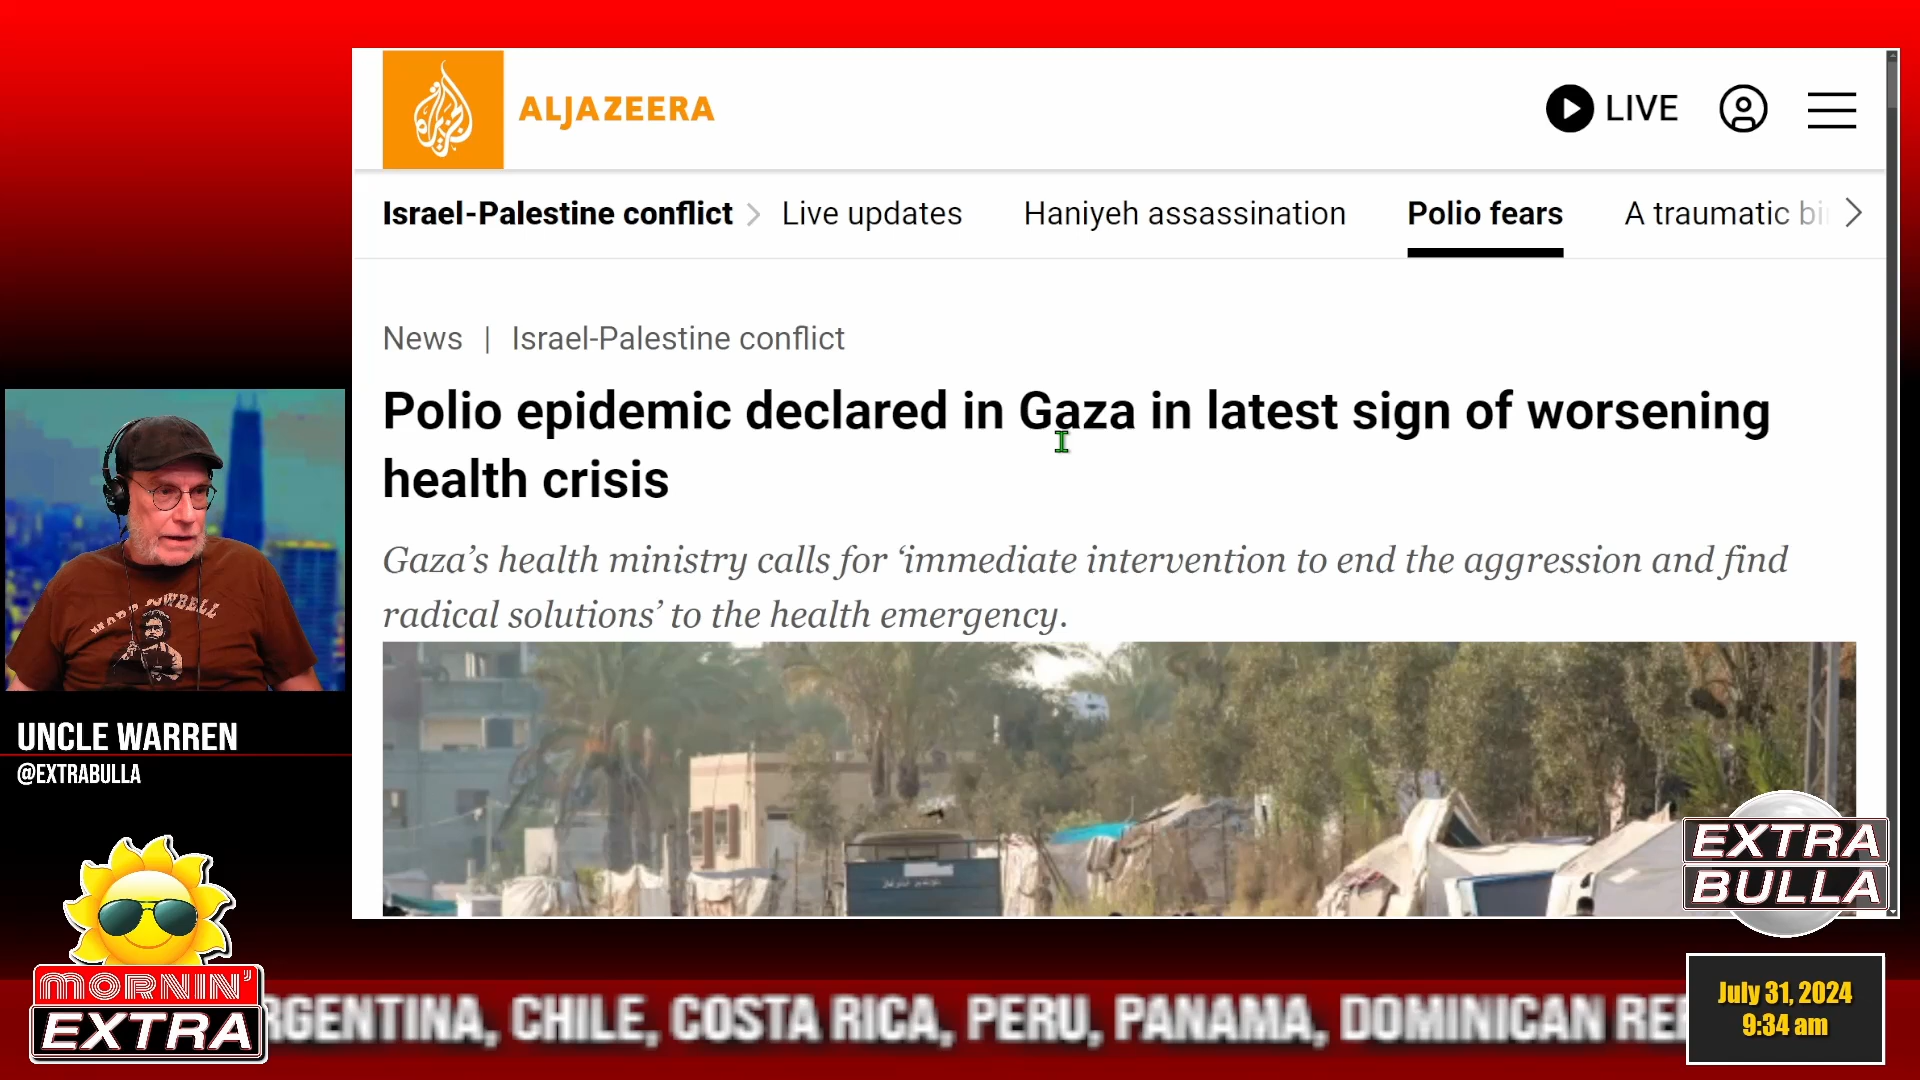 ALJAZEERA
LIVE
Israel-Palestine conflict
Live updates
Haniyeh assassination
Polio fears
A traumatic bi
News | Israel-Palestine conflict
Polio epidemic declared in Gaza in latest sign of worsening
health crisis
Gaza’s health ministry calls for ‘immediate intervention to end the aggression and find
radical solutions’ to the health emergency.
MORE COWBELL
UNCLE WARREN
@EXTRABULLA
EXTRA
BULLA
MORNIN'
EXTRA
RGENTINA, CHILE, COSTA RICA, PERU, PANAMA, DOMINICAN RE
July 31, 2024
9:34 am